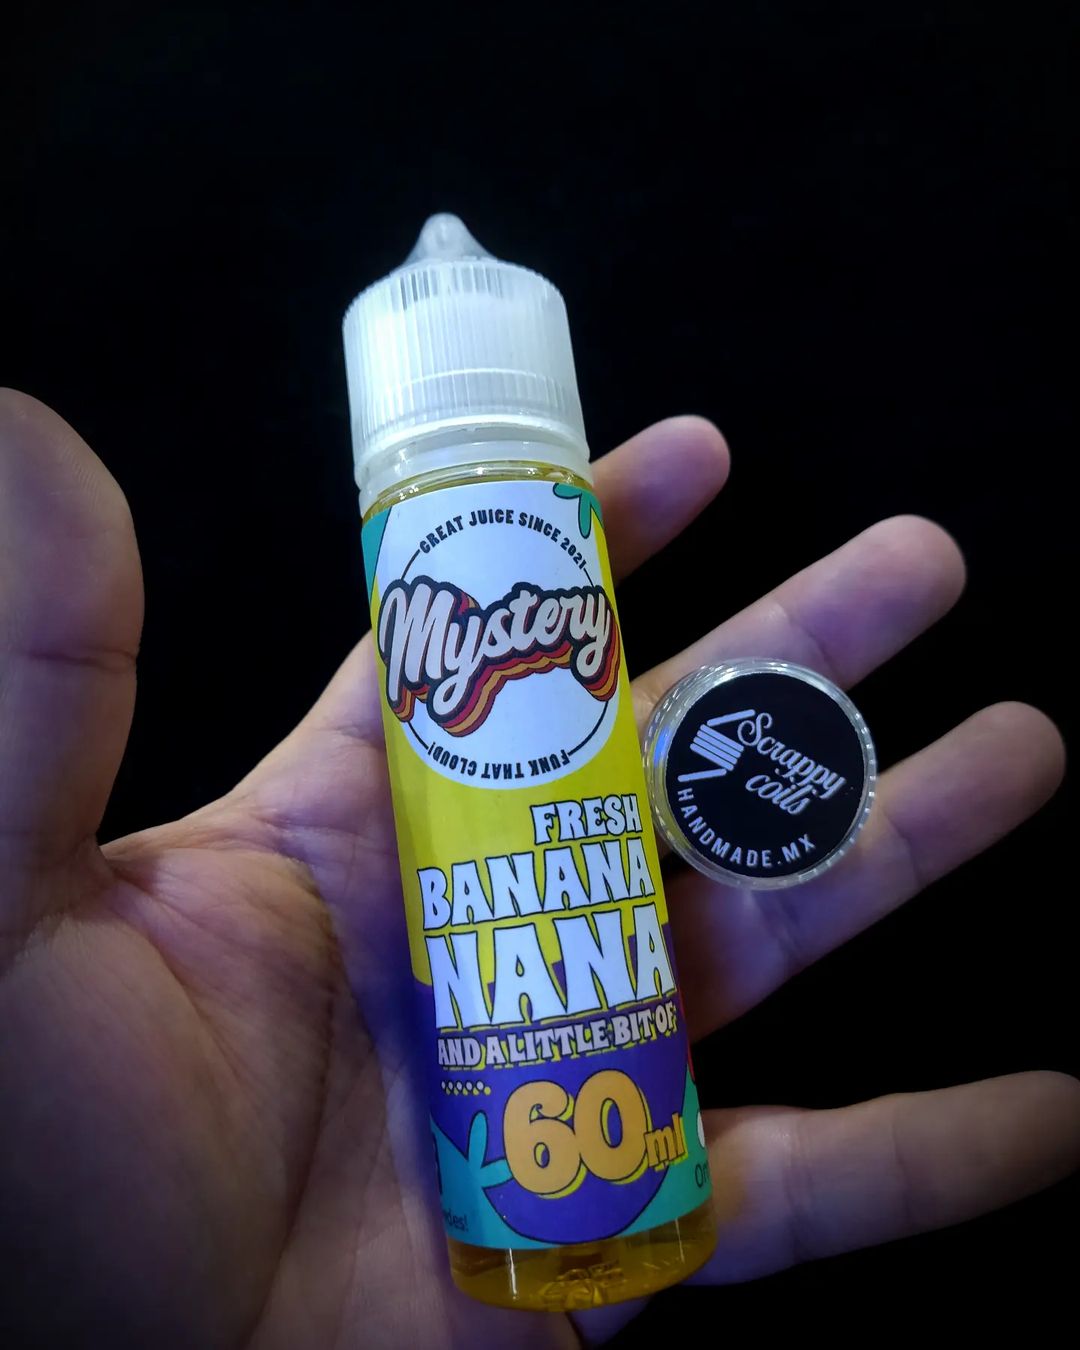 GREAT JUICE SINCE 2021
Mystery
FUNK THAT CLOUD!
FRESH
BANANA
NANA
AND A LITTLE BIT OF
60ml
Scrappy
coils
HANDMADE.MX